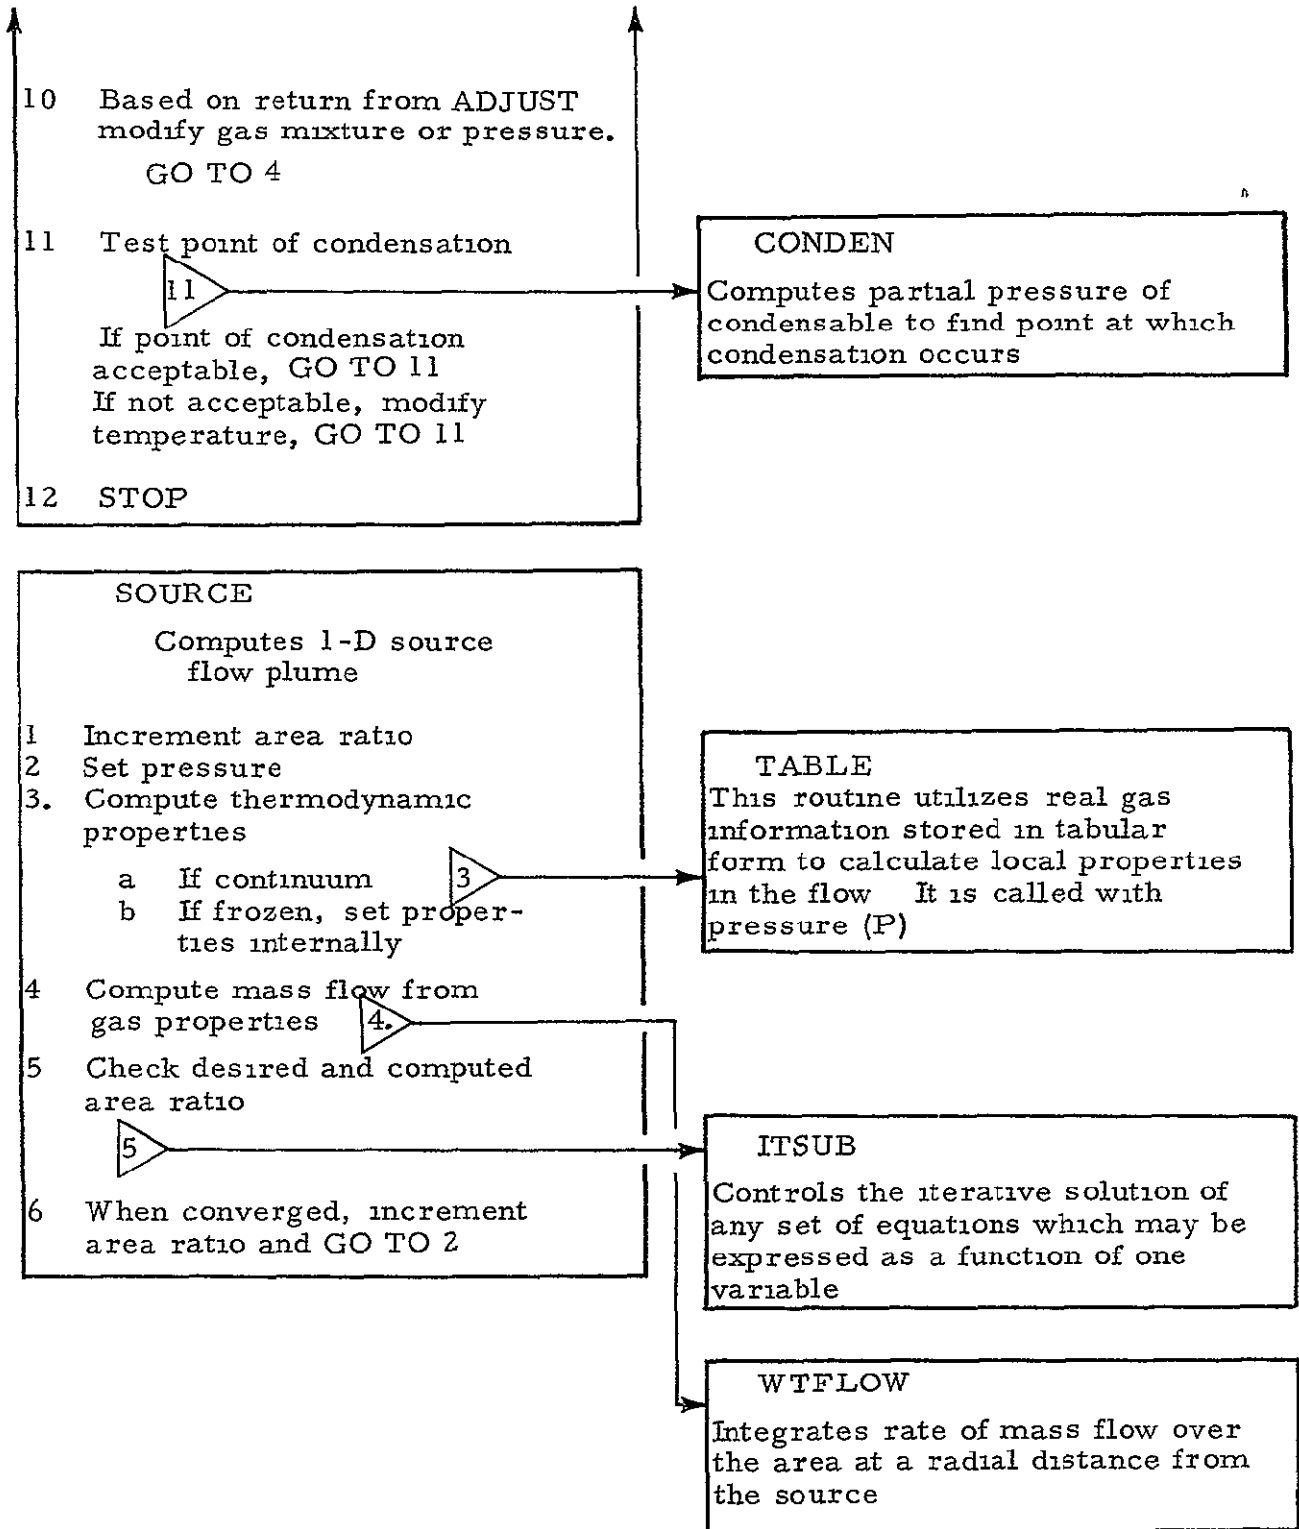 10 Based on return from ADJUST
modify gas mixture or pressure.
GO TO 4
11 Test point of condensation
11
If point of condensation
acceptable, GO TO 11
If not acceptable, modify
temperature, GO TO 11
12 STOP
CONDEN
Computes partial pressure of
condensable to find point at which
condensation occurs
SOURCE
Computes 1-D source
flow plume
1 Increment area ratio
2 Set pressure
3. Compute thermodynamic
properties
a If continuum
3
b If frozen, set proper-
ties internally
4 Compute mass flow from
gas properties 4.
5 Check desired and computed
area ratio
5
6 When converged, increment
area ratio and GO TO 2
TABLE
This routine utilizes real gas
information stored in tabular
form to calculate local properties
in the flow It is called with
pressure (P)
ITSUB
Controls the iterative solution of
any set of equations which may be
expressed as a function of one
variable
WTFLOW
Integrates rate of mass flow over
the area at a radial distance from
the source